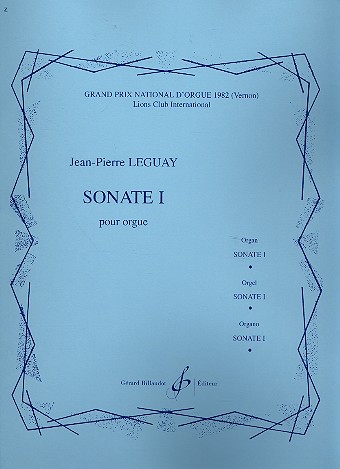 GRAND PRIX NATIONAL D'ORGUE 1982 (Vernon)
Lions Club International
Jean-Pierre LEGUAY
SONATE I
pour orgue
Organ
SONATE I
•
Orgel
SONATE I
•
Organo
SONATE I
•
Gérard Billaudot Éditeur